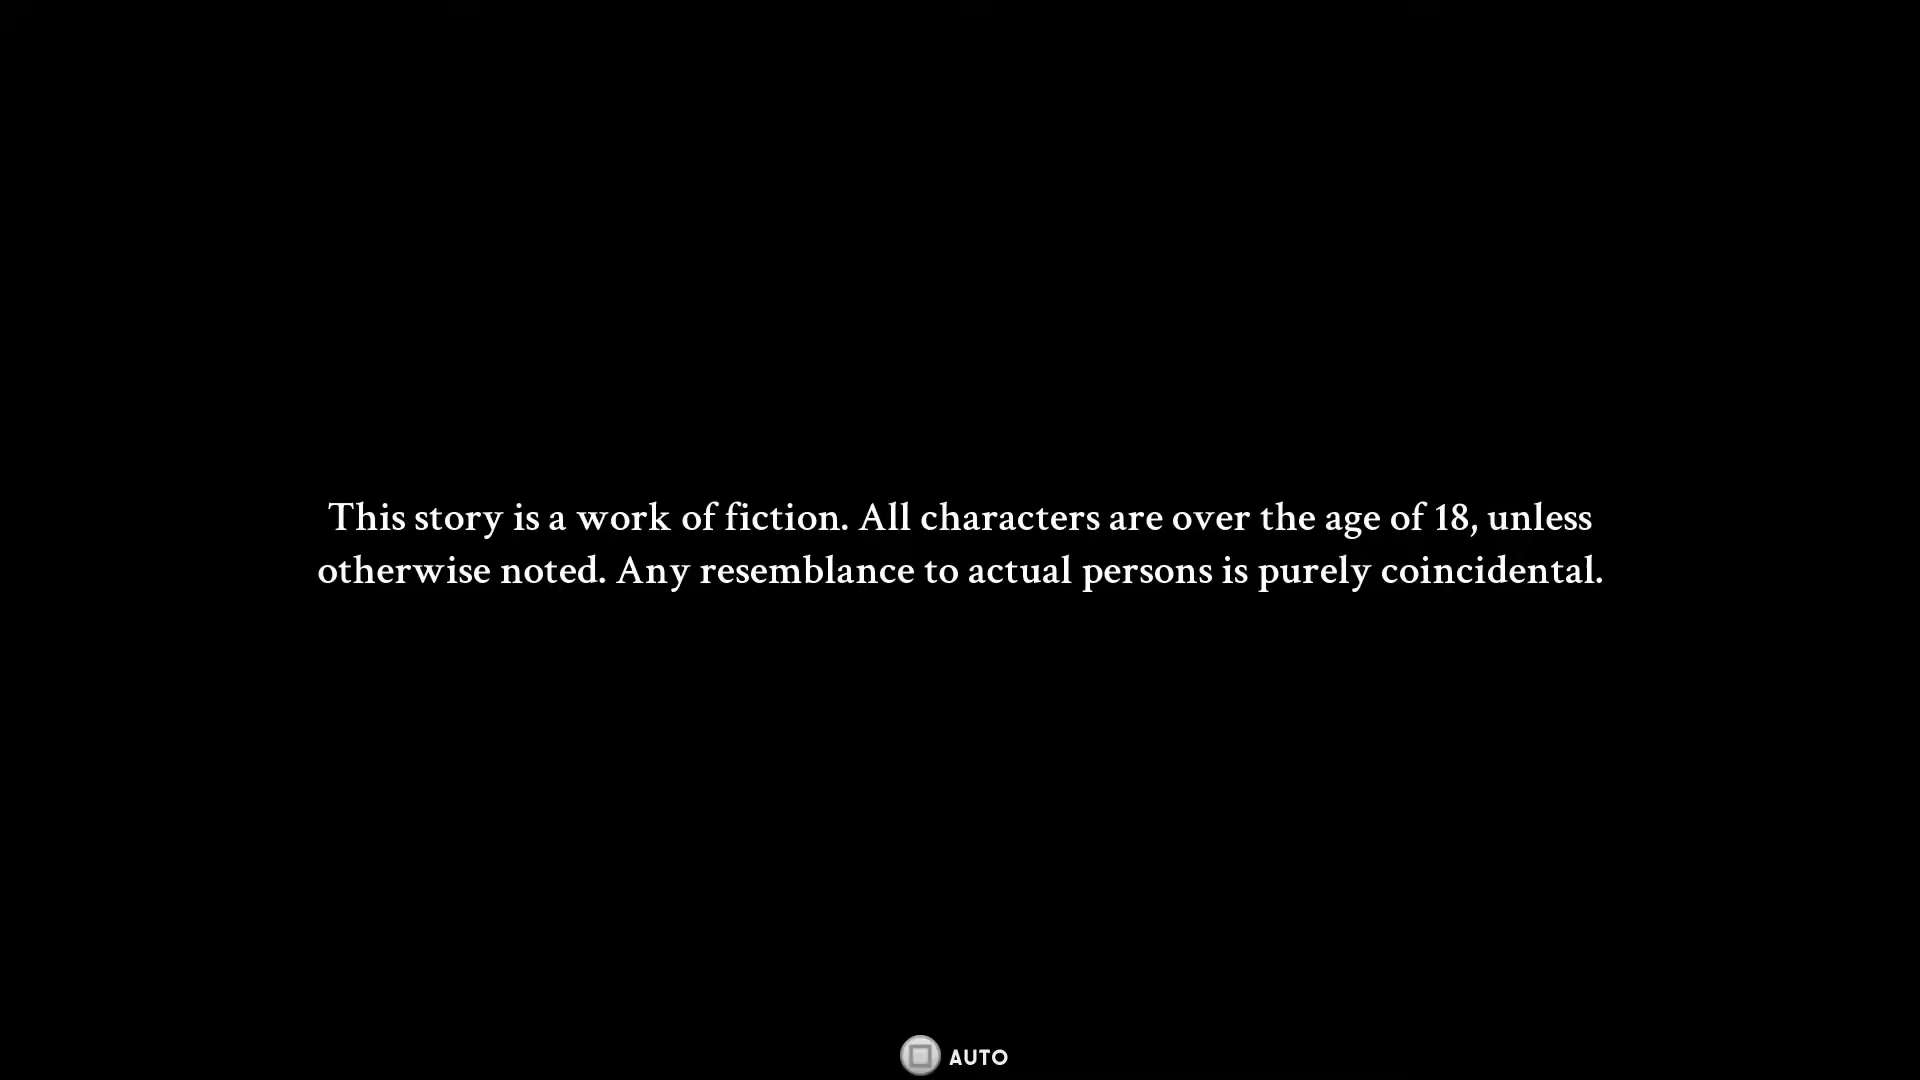 This story is a work of fiction. All characters are over the age of 18, unless
otherwise noted. Any resemblance to actual persons is purely coincidental.
AUTO